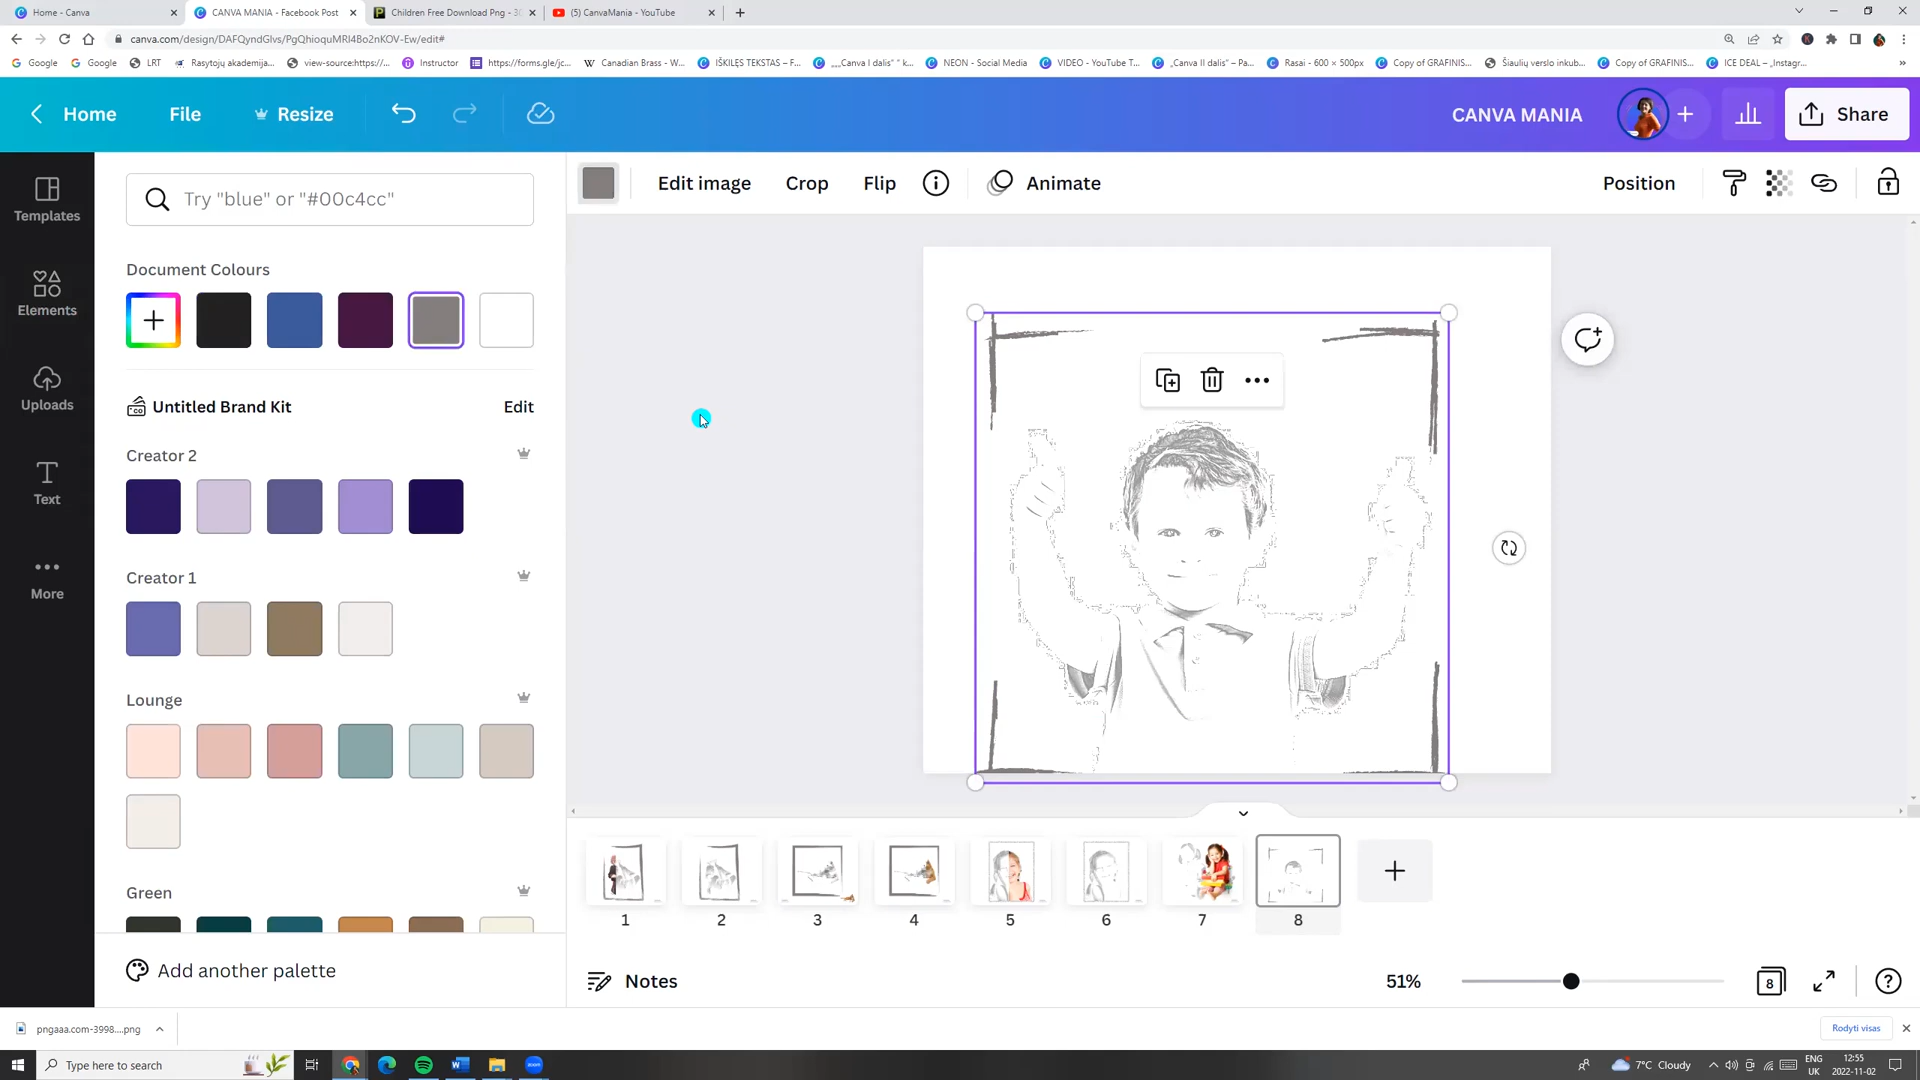 Home - Canva
CANVA MANIA - Facebook Post
Children Free Download Png - 30
(5) CanvaMania - YouTube
canva.com/design/DAFQyndGlvs/PgQhioquMRI4Bo2nKOV-Ew/edit#
Google
Google
LRT
Rasytojų akademija...
view-source:https://...
Instructor
https://forms.gle/jc...
Canadian Brass - W...
IŠKILĘS TEKSTAS – F...
„„Canva I dalis" " k...
NEON - Social Media
VIDEO - YouTube T...
„Canva II dalis" – Pa...
Rasai - 600 × 500px
Copy of GRAFINIS...
Šiaulių verslo inkub...
Copy of GRAFINIS...
ICE DEAL – „Instagr...
Home
File
Resize
CANVA MANIA
Share
Templates
Elements
Uploads
Text
More
Try "blue" or "#00c4cc"
Document Colours
Untitled Brand Kit
Edit
Creator 2
Creator 1
Lounge
Green
Add another palette
Edit image
Crop
Flip
Animate
Position
1
2
3
4
5
6
7
8
Notes
51%
8
pngaaa.com-3998....png
Rodyti visas
Type here to search
7°C Cloudy
ENG
UK
12:55
2022-11-02